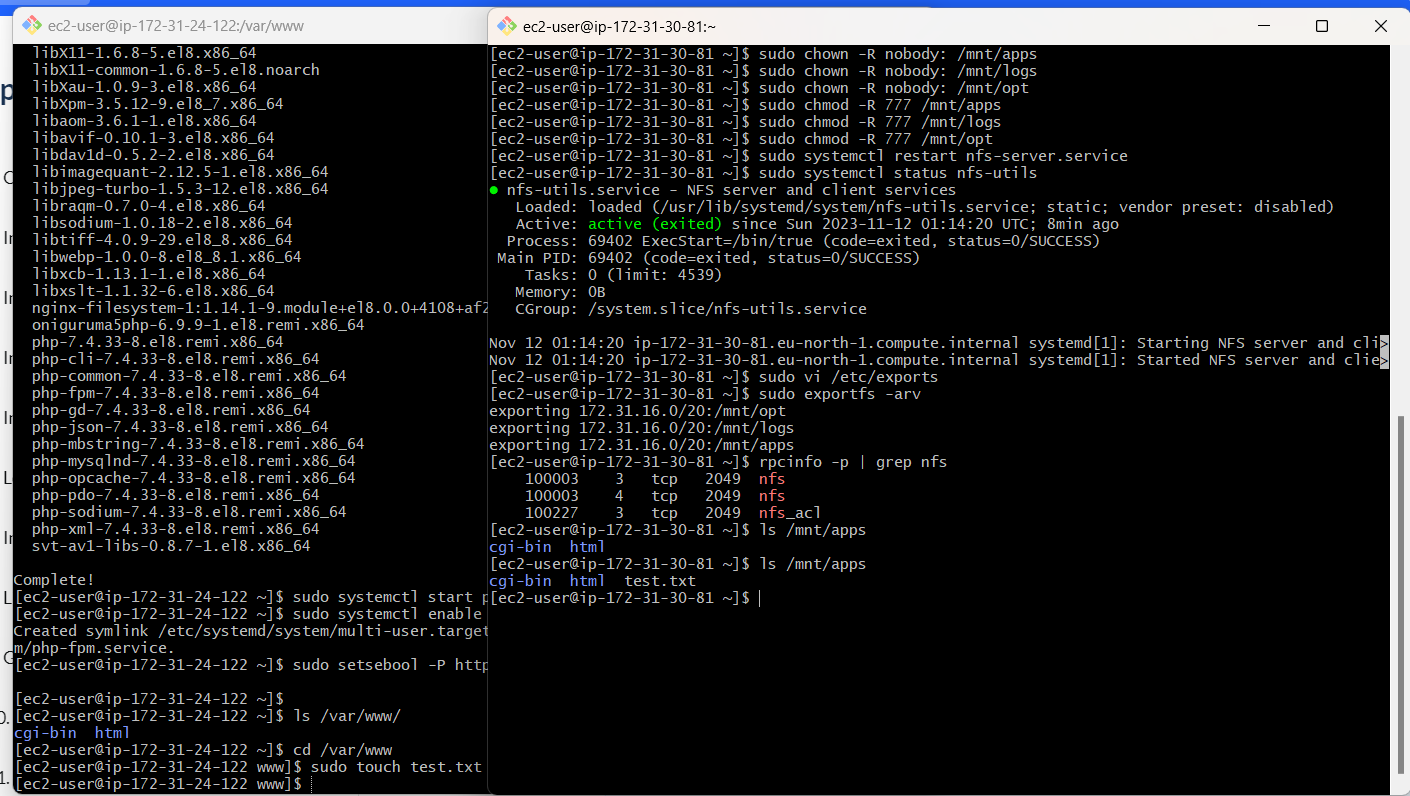 ec2-user@ip-172-31-24-122:/var/www
libX11-1.6.8-5.el8.x86_64
libX11-common-1.6.8-5.el8.noarch
libXau-1.0.9-3.el8.x86_64
libXpm-3.5.12-9.el8_7.x86_64
libaom-3.6.1-1.el8.x86_64
libavif-0.10.1-3.el8.x86_64
libdav1d-0.5.2-2.el8.x86_64
libimagequant-2.12.5-1.el8.x86_64
libjpeg-turbo-1.5.3-12.el8.x86_64
libraqm-0.7.0-4.el8.x86_64
libsodium-1.0.18-2.el8.x86_64
libtiff-4.0.9-29.el8_8.x86_64
libwebp-1.0.0-8.el8_8.1.x86_64
libxcb-1.13.1-1.el8.x86_64
libxslt-1.1.32-6.el8.x86_64
nginx-filesystem-1:1.14.1-9.module+el8.0.0+4108+af2
oniguruma5php-6.9.9-1.el8.remi.x86_64
php-7.4.33-8.el8.remi.x86_64
php-cli-7.4.33-8.el8.remi.x86_64
php-common-7.4.33-8.el8.remi.x86_64
php-fpm-7.4.33-8.el8.remi.x86_64
php-gd-7.4.33-8.el8.remi.x86_64
php-json-7.4.33-8.el8.remi.x86_64
php-mbstring-7.4.33-8.el8.remi.x86_64
php-mysqlnd-7.4.33-8.el8.remi.x86_64
php-opcache-7.4.33-8.el8.remi.x86_64
php-pdo-7.4.33-8.el8.remi.x86_64
php-sodium-7.4.33-8.el8.remi.x86_64
php-xml-7.4.33-8.el8.remi.x86_64
svt-av1-libs-0.8.7-1.el8.x86_64
Complete!
[ec2-user@ip-172-31-24-122 ~]$ sudo systemctl start p
[ec2-user@ip-172-31-24-122 ~]$ sudo systemctl enable
Created symlink /etc/systemd/system/multi-user.target
m/php-fpm.service.
[ec2-user@ip-172-31-24-122 ~]$ sudo setsebool -P http
[ec2-user@ip-172-31-24-122 ~]$
[ec2-user@ip-172-31-24-122 ~]$ ls /var/www/
cgi-bin html
[ec2-user@ip-172-31-24-122 ~]$ cd /var/www
[ec2-user@ip-172-31-24-122 www]$ sudo touch test.txt
[ec2-user@ip-172-31-24-122 www]$
ec2-user@ip-172-31-30-81:~
[ec2-user@ip-172-31-30-81 ~]$ sudo chown -R nobody: /mnt/apps
[ec2-user@ip-172-31-30-81 ~]$ sudo chown -R nobody: /mnt/logs
[ec2-user@ip-172-31-30-81 ~]$ sudo chown -R nobody: /mnt/opt
[ec2-user@ip-172-31-30-81 ~]$ sudo chmod -R 777 /mnt/apps
[ec2-user@ip-172-31-30-81 ~]$ sudo chmod -R 777 /mnt/logs
[ec2-user@ip-172-31-30-81 ~]$ sudo chmod -R 777 /mnt/opt
[ec2-user@ip-172-31-30-81 ~]$ sudo systemctl restart nfs-server.service
[ec2-user@ip-172-31-30-81 ~]$ sudo systemctl status nfs-utils
● nfs-utils.service - NFS server and client services
Loaded: loaded (/usr/lib/systemd/system/nfs-utils.service; static; vendor preset: disabled)
Active: active (exited) since Sun 2023-11-12 01:14:20 UTC; 8min ago
Process: 69402 ExecStart=/bin/true (code=exited, status=0/SUCCESS)
Main PID: 69402 (code=exited, status=0/SUCCESS)
Tasks: 0 (limit: 4539)
Memory: 0B
CGroup: /system.slice/nfs-utils.service
Nov 12 01:14:20 ip-172-31-30-81.eu-north-1.compute.internal systemd[1]: Starting NFS server and cli>
Nov 12 01:14:20 ip-172-31-30-81.eu-north-1.compute.internal systemd[1]: Started NFS server and clie>
[ec2-user@ip-172-31-30-81 ~]$ sudo vi /etc/exports
[ec2-user@ip-172-31-30-81 ~]$ sudo exportfs -arv
exporting 172.31.16.0/20:/mnt/opt
exporting 172.31.16.0/20:/mnt/logs
exporting 172.31.16.0/20:/mnt/apps
[ec2-user@ip-172-31-30-81 ~]$ rpcinfo -p | grep nfs
100003 3 tcp 2049 nfs
100003 4 tcp 2049 nfs
100227 3 tcp 2049 nfs_acl
[ec2-user@ip-172-31-30-81 ~]$ ls /mnt/apps
cgi-bin html
[ec2-user@ip-172-31-30-81 ~]$ ls /mnt/apps
cgi-bin html test.txt
[ec2-user@ip-172-31-30-81 ~]$